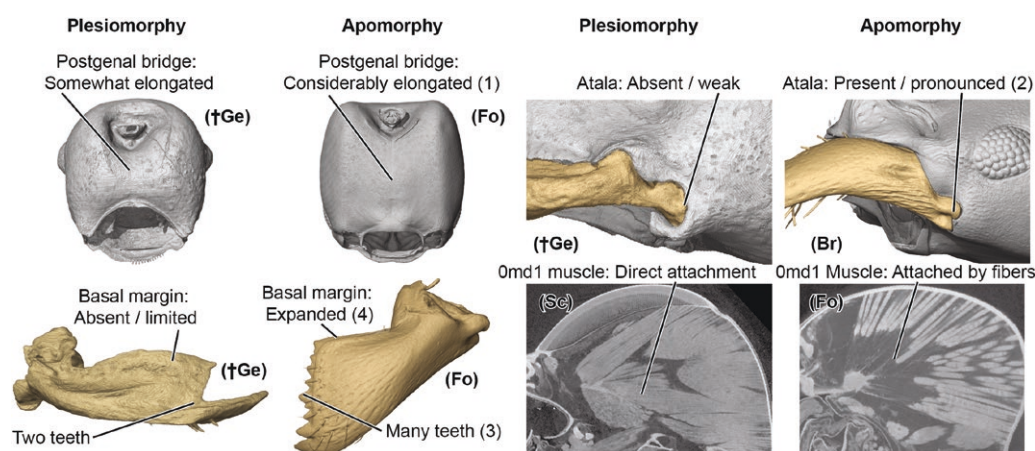 Plesiomorphy
Apomorphy
Plesiomorphy
Apomorphy
Postgenal bridge:
Somewhat elongated
(†Ge)
Postgenal bridge:
Considerably elongated (1)
(Fo)
Atala: Absent / weak
(†Ge)
Atala: Present / pronounced (2)
(Br)
Basal margin:
Absent / limited
(†Ge)
Two teeth
Basal margin:
Expanded (4)
(Fo)
Many teeth (3)
0md1 muscle: Direct attachment
(Sc)
0md1 Muscle: Attached by fibers
(Fo)